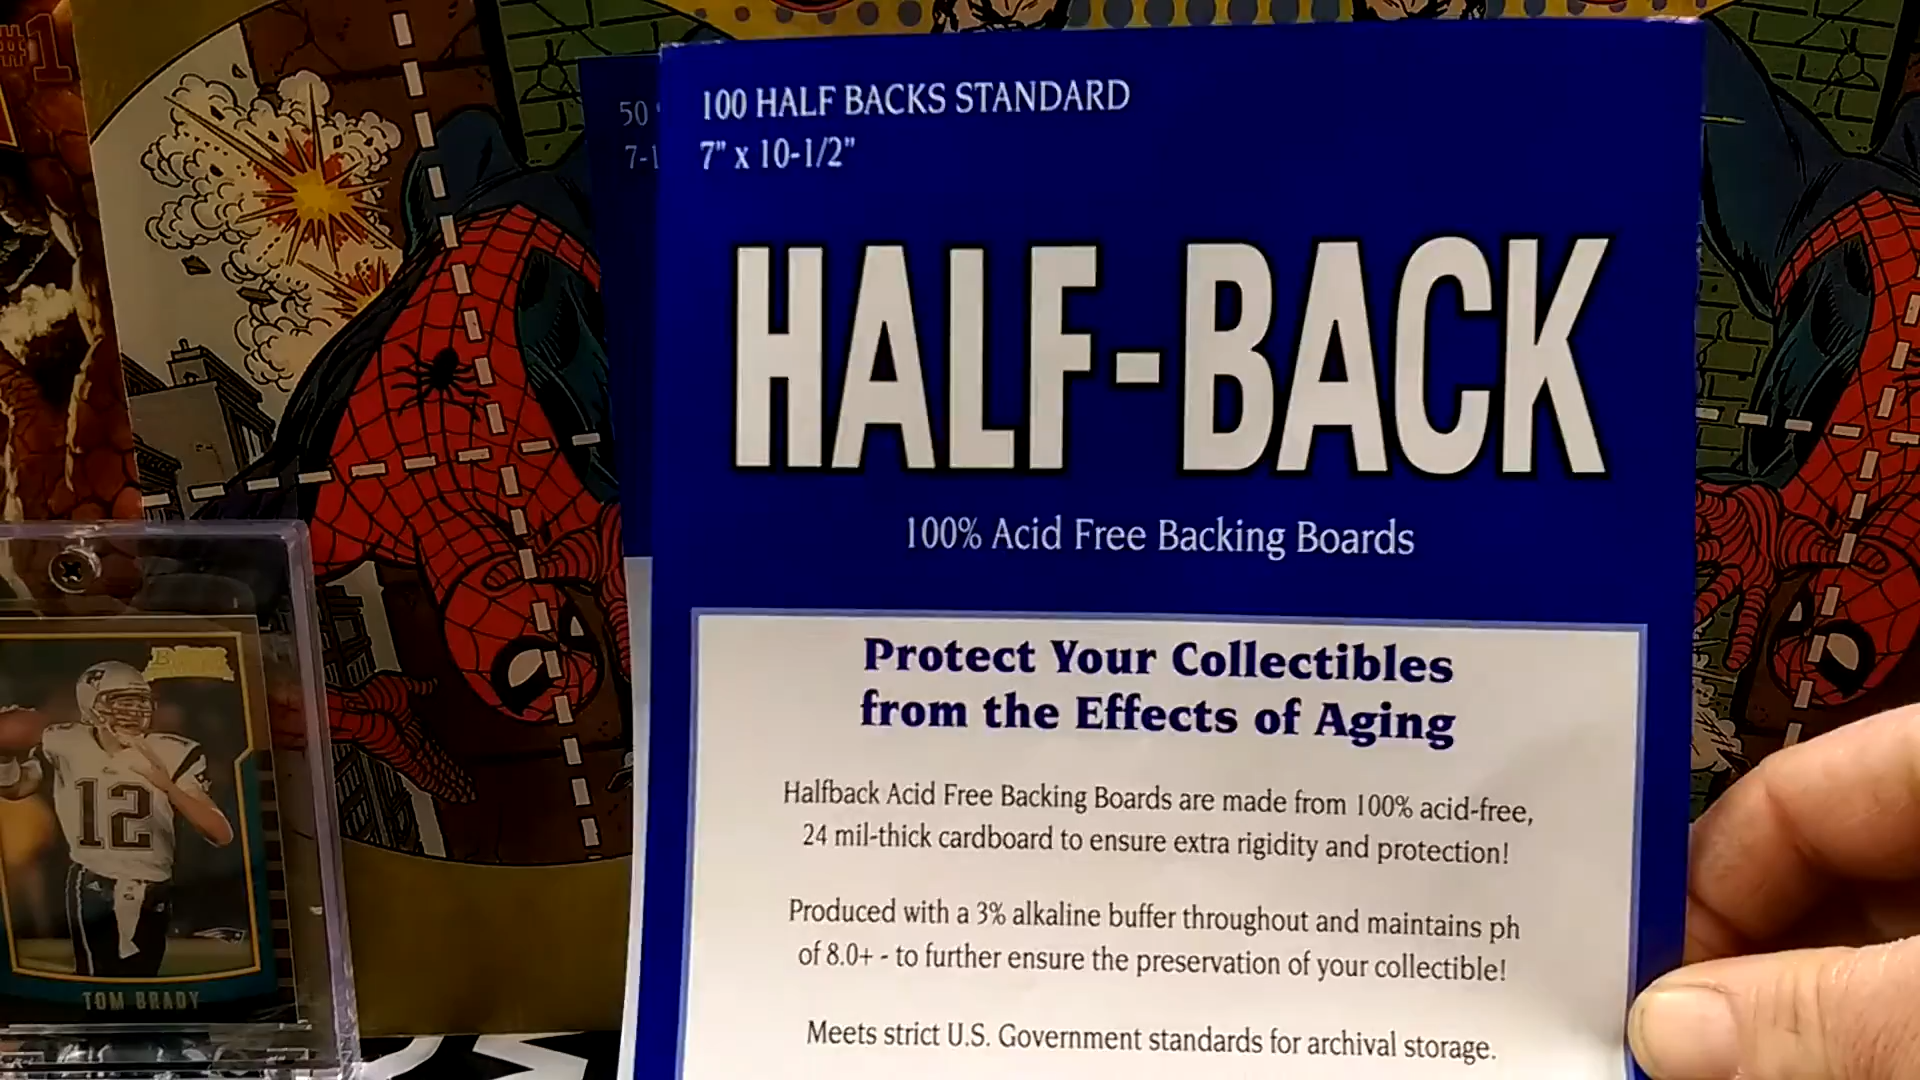 #1
50
7-1
100 HALF BACKS STANDARD
7" x 10-1/2"
HALF-BACK
100% Acid Free Backing Boards
Protect Your Collectibles
from the Effects of Aging
Halfback Acid Free Backing Boards are made from 100% acid-free,
24 mil-thick cardboard to ensure extra rigidity and protection!
Produced with a 3% alkaline buffer throughout and maintains ph
of 8.0+ - to further ensure the preservation of your collectible!
Meets strict U.S. Government standards for archival storage.
12
TOM BRADY